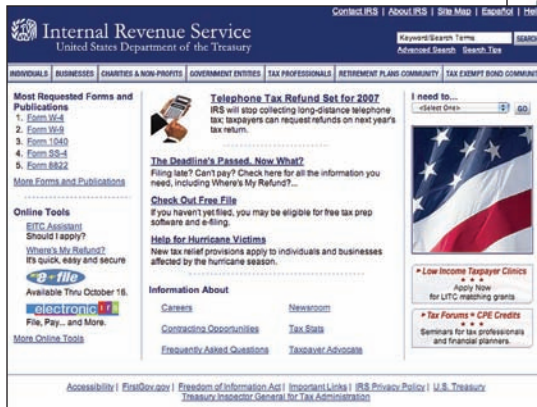 Contact IRS | About IRS | Site Map | Español | Help
Internal Revenue Service
United States Department of the Treasury
Keyword/Search Terms
SEARCH
Advanced Search Search Tips
INDIVIDUALS BUSINESSES CHARITIES & NON-PROFITS GOVERNMENT ENTITIES TAX PROFESSIONALS RETIREMENT PLANS COMMUNITY TAX EXEMPT BOND
Most Requested Forms and
Publications
1. Form W-4
2. Form W-9
3. Form 1040
4. Form SS-4
5. Form 8822
More Forms and Publications
Online Tools
EITC Assistant
Should I apply?
Where's My Refund?
It's quick, easy and secure
e-file
Available Thru October 16.
electronic IRS
File, Pay... and More.
More Online Tools
Telephone Tax Refund Set for 2007
IRS will stop collecting long-distance telephone
tax; taxpayers can request refunds on next year's
tax return.
The Deadline's Passed. Now What?
Filing late? Can't pay? Check here for all the information you
need, including Where's My Refund?...
Check Out Free File
If you haven't yet filed, you may be eligible for free tax prep
software and e-filing.
Help for Hurricane Victims
New tax relief provisions apply to individuals and businesses
affected by the hurricane season.
Information About
Careers Newsroom
Contracting Opportunities Tax Stats
Frequently Asked Questions Taxpayer Advocate
I need to...
<Select One> GO
Low Income Taxpayer Clinics
Apply Now
for LITC matching grants
Tax Forums * CPE Credits
Seminars for tax professionals
and financial planners.
Accessibility | FirstGov.gov | Freedom of Information Act | Important Links | IRS Privacy Policy | U.S. Treasury
Treasury Inspector General for Tax Administration